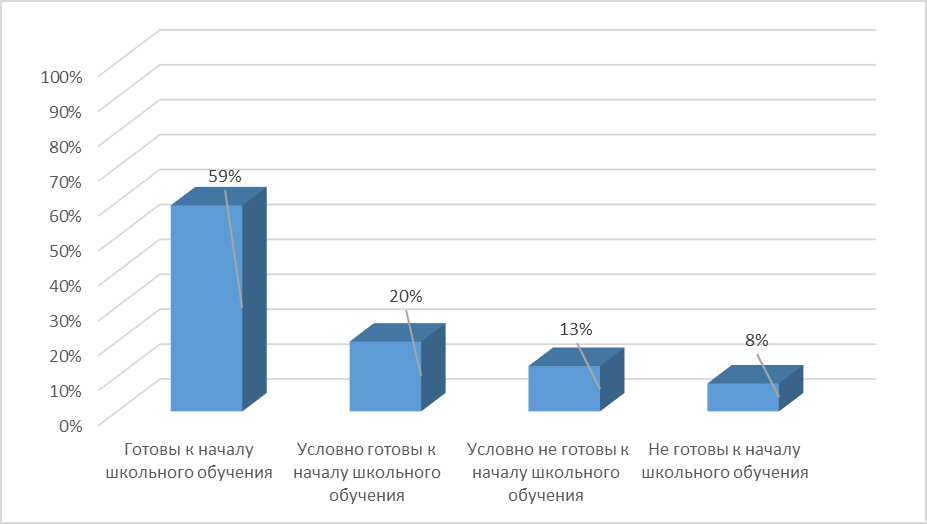 100%
90%
80%
70%
60%
50%
40%
30%
20%
10%
0%
59%
20%
13%
8%
Готовы к началу
школьного обучения
Условно готовы к
началу школьного
обучения
Условно не готовы к
началу школьного
обучения
Не готовы к началу
школьного обучения